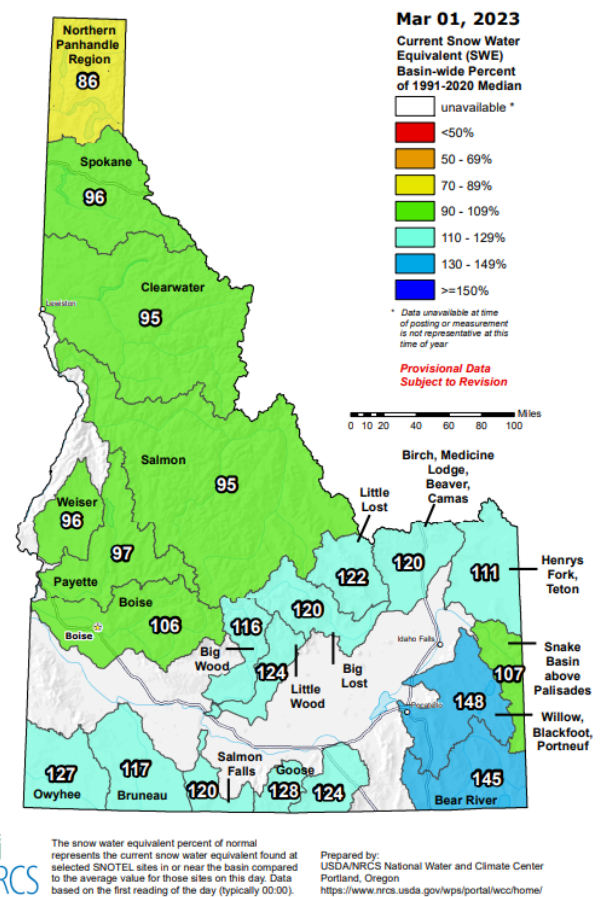 Mar 01, 2023
Current Snow Water
Equivalent (SWE)
Basin-wide Percent
of 1991-2020 Median
unavailable *
<50%
50 - 69%
70 - 89%
90 - 109%
110 - 129%
130 - 149%
>=150%
* Data unavailable at time
of posting or measurement
is not representative at this
time of year
Provisional Data
Subject to Revision
Miles
0 10 20 40 60 80 100
Northern
Panhandle
Region
86
Spokane
96
Clearwater
95
Lewiston
Salmon
95
Weiser
96
97
Payette
Boise
106
Boise
Little
Lost
122
Birch, Medicine
Lodge,
Beaver,
Camas
120
111
Henrys
Fork,
Teton
120
116
Big
Wood
124
Little
Wood
Big
Lost
Idaho Falls
107
Snake
Basin
above
Palisades
148
Pocatello
Willow,
Blackfoot,
Portneuf
145
Bear River
127
Owyhee
117
Bruneau
Salmon
Falls
120
Goose
128
124
NRCS
The snow water equivalent percent of normal
represents the current snow water equivalent found at
selected SNOTEL sites in or near the basin compared
to the average value for those sites on this day. Data
based on the first reading of the day (typically 00:00).
Prepared by:
USDA/NRCS National Water and Climate Center
Portland, Oregon
https://www.nrcs.usda.gov/wps/portal/wcc/home/